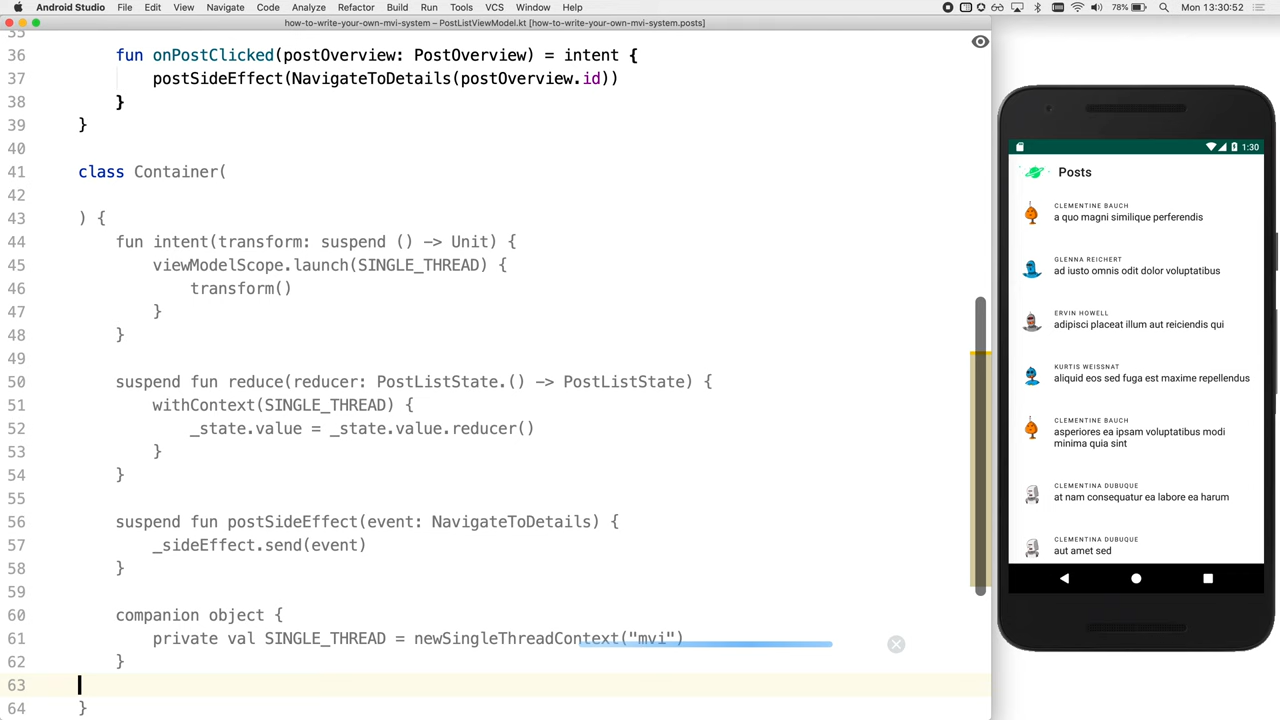 Android Studio File Edit View Navigate Code Analyze Refactor Build Run Tools VCS Window Help 78% Mon 13:30:52
how-to-write-your-own-mvi-system – PostListViewModel.kt [how-to-write-your-own-mvi-system.posts]
35
36 fun onPostClicked(postOverview: PostOverview) = intent {
37 postSideEffect(NavigateToDetails(postOverview.id))
38 }
39 }
40
41 class Container(
42
43 ) {
44 fun intent(transform: suspend () -> Unit) {
45 viewModelScope.launch(SINGLE_THREAD) {
46 transform()
47 }
48 }
49
50 suspend fun reduce(reducer: PostListState.() -> PostListState) {
51 withContext(SINGLE_THREAD) {
52 _state.value = _state.value.reducer()
53 }
54 }
55
56 suspend fun postSideEffect(event: NavigateToDetails) {
57 _sideEffect.send(event)
58 }
59
60 companion object {
61 private val SINGLE_THREAD = newSingleThreadContext("mvi")
62 }
63
64 }
1:30
Posts
CLEMENTINE BAUCH
a quo magni similique perferendis
GLENNA REICHERT
ad iusto omnis odit dolor voluptatibus
ERVIN HOWELL
adipisci placeat illum aut reiciendis qui
KURTIS WEISSNAT
aliquid eos sed fuga est maxime repellendus
CLEMENTINE BAUCH
asperiores ea ipsam voluptatibus modi
minima quia sint
CLEMENTINA DUBUQUE
at nam consequatur ea labore ea harum
CLEMENTINA DUBUQUE
aut amet sed